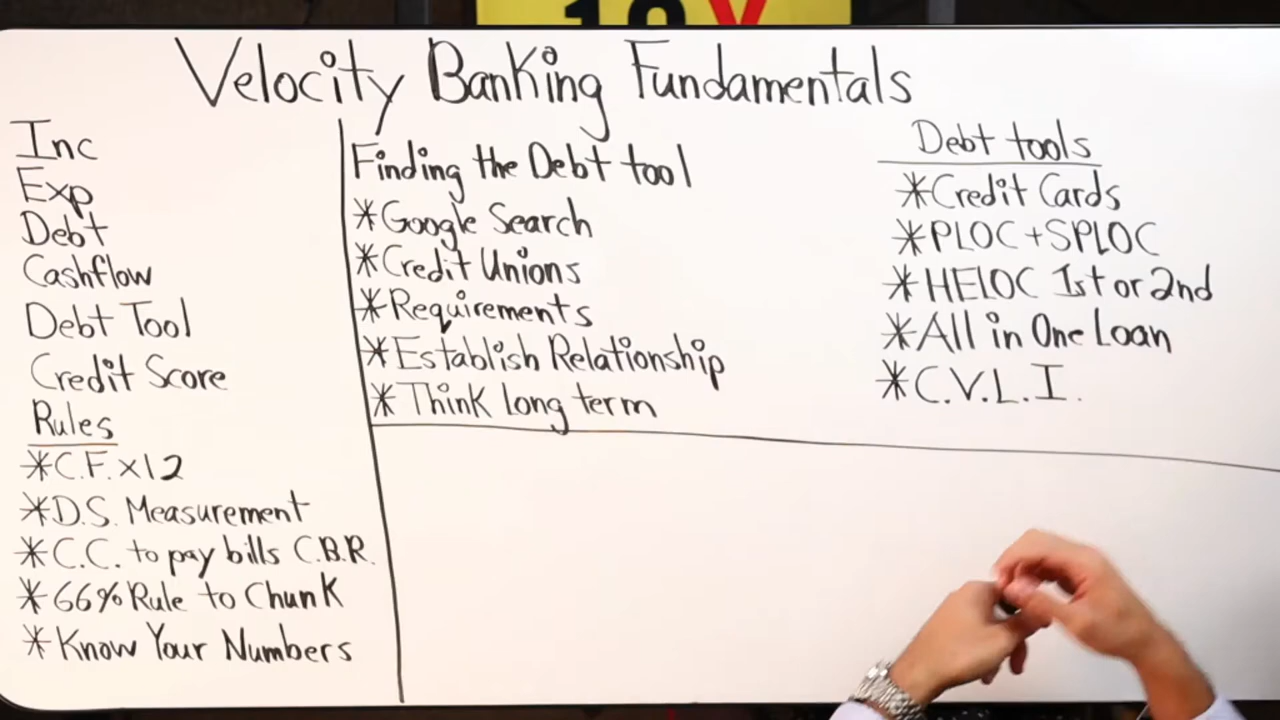 Velocity Banking Fundamentals
Inc
Exp
Debt
Cashflow
Debt Tool
Credit Score
Rules
*C.F.x12
*D.S. Measurement
*C.C. to pay bills C.B.R.
*66% Rule to Chunk
*Know Your Numbers
Finding the Debt tool
*Google Search
*Credit Unions
*Requirements
*Establish Relationship
*Think Long term
Debt tools
*Credit Cards
*PLOC+SPLOC
*HELOC 1st or 2nd
*All in One Loan
*C.V.L.I.